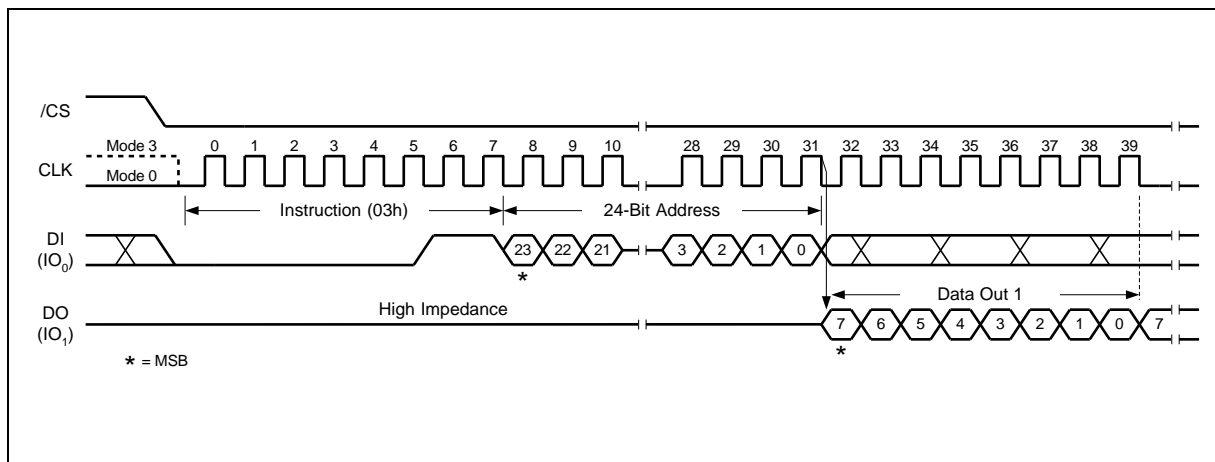 /CS
Mode 3 0 1 2 3 4 5 6 7 8 9 10 28 29 30 31 32 33 34 35 36 37 38 39
CLK Mode 0
Instruction (03h) 24-Bit Address
DI
(IO0) 23 22 21 3 2 1 0
*
Data Out 1
High Impedance
DO
(IO1) 7 6 5 4 3 2 1 0 7
*
* = MSB